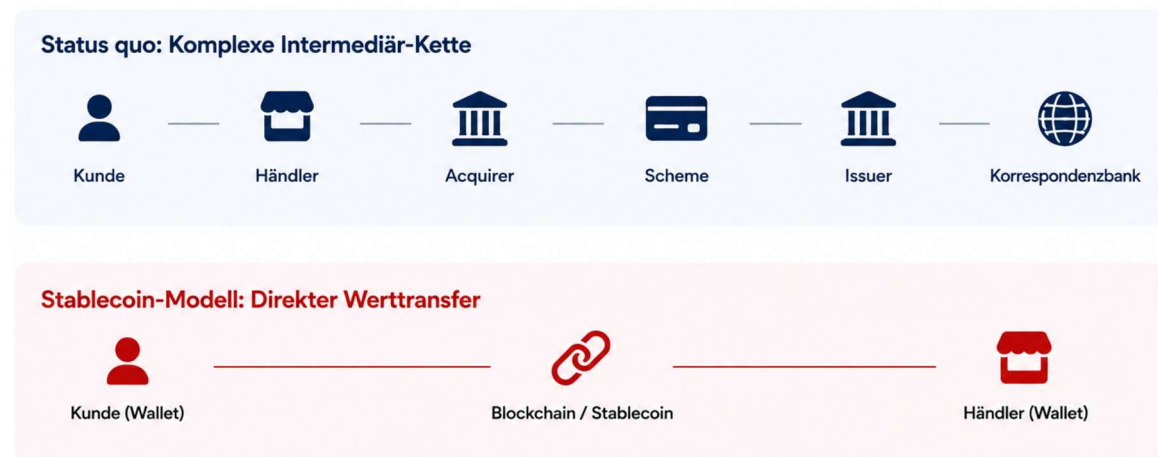 Status quo: Komplexe Intermediär-Kette
Kunde
Händler
Acquirer
Scheme
Issuer
Korrespondenzbank
Stablecoin-Modell: Direkter Werttransfer
Kunde (Wallet)
Blockchain / Stablecoin
Händler (Wallet)